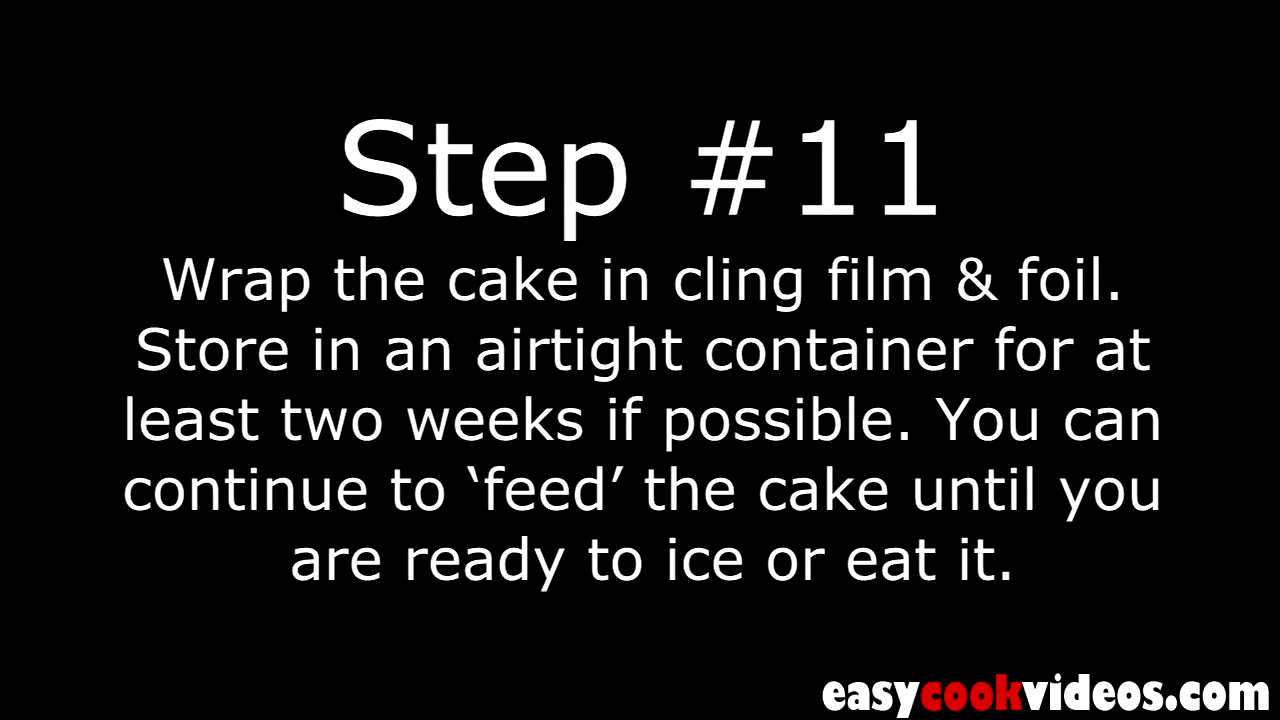 Step #11
Wrap the cake in cling film & foil.
Store in an airtight container for at
least two weeks if possible. You can
continue to ‘feed’ the cake until you
are ready to ice or eat it.
easycookvideos.com